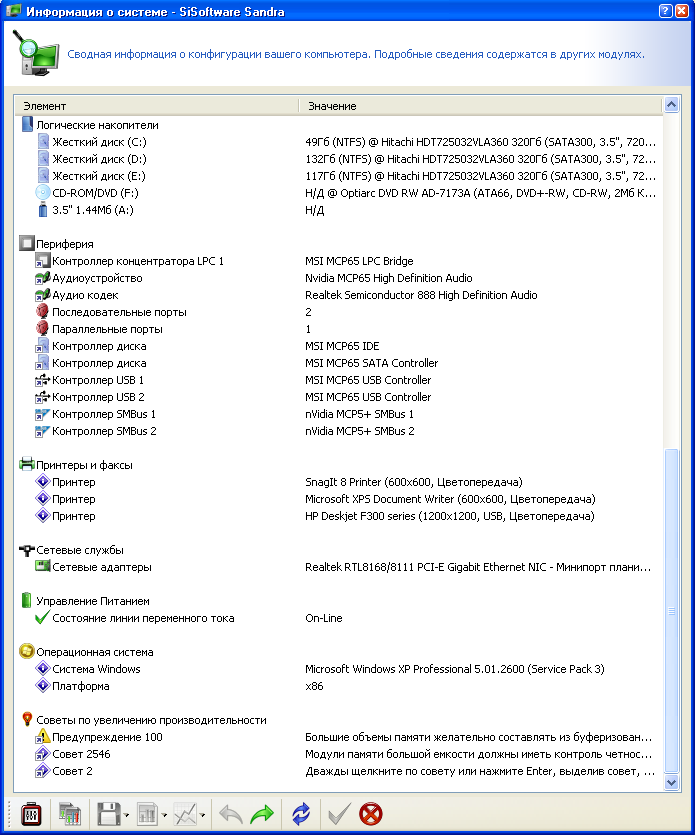 Информация о системе - SiSoftware Sandra
Сводная информация о конфигурации вашего компьютера. Подробные сведения содержатся в других модулях.
Элемент Значение
Логические накопители
Жесткий диск (C:) 49Гб (NTFS) @ Hitachi HDT725032VLA360 320Гб (SATA300, 3.5", 720...
Жесткий диск (D:) 132Гб (NTFS) @ Hitachi HDT725032VLA360 320Гб (SATA300, 3.5", 72...
Жесткий диск (E:) 117Гб (NTFS) @ Hitachi HDT725032VLA360 320Гб (SATA300, 3.5", 72...
CD-ROM/DVD (F:) Н/Д @ Optiarc DVD RW AD-7173A (ATA66, DVD+-RW, CD-RW, 2Мб К...
3.5" 1.44Мб (A:) Н/Д
Периферия
Контроллер концентратора LPC 1 MSI MCP65 LPC Bridge
Аудиоустройство Nvidia MCP65 High Definition Audio
Аудио кодек Realtek Semiconductor 888 High Definition Audio
Последовательные порты 2
Параллельные порты 1
Контроллер диска MSI MCP65 IDE
Контроллер диска MSI MCP65 SATA Controller
Контроллер USB 1 MSI MCP65 USB Controller
Контроллер USB 2 MSI MCP65 USB Controller
Контроллер SMBus 1 nVidia MCP5+ SMBus 1
Контроллер SMBus 2 nVidia MCP5+ SMBus 2
Принтеры и факсы
Принтер SnagIt 8 Printer (600x600, Цветопередача)
Принтер Microsoft XPS Document Writer (600x600, Цветопередача)
Принтер HP Deskjet F300 series (1200x1200, USB, Цветопередача)
Сетевые службы
Сетевые адаптеры Realtek RTL8168/8111 PCI-E Gigabit Ethernet NIC - Минипорт плани...
Управление Питанием
Состояние линии переменного тока On-Line
Операционная система
Система Windows Microsoft Windows XP Professional 5.01.2600 (Service Pack 3)
Платформа x86
Советы по увеличению производительности
Предупреждение 100 Большие объемы памяти желательно составлять из буферизован...
Совет 2546 Модули памяти большой емкости должны иметь контроль четнос...
Совет 2 Дважды щелкните по совету или нажмите Enter, выделив совет, ...